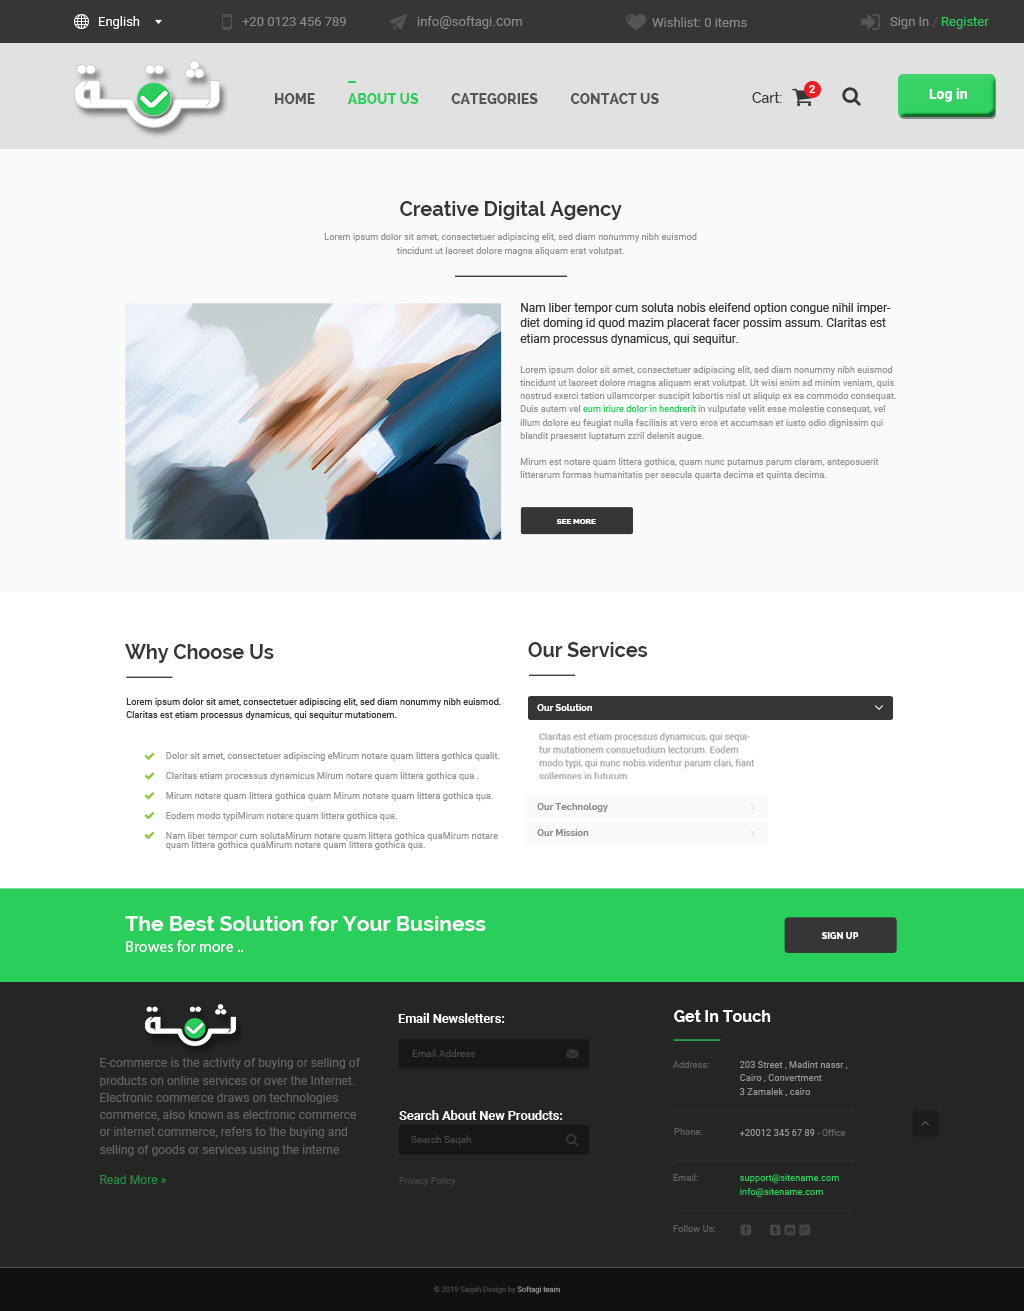 English
+20 0123 456 789
info@softagi.com
Wishlist: 0 items
Sign In / Register
ثقة
HOME
ABOUT US
CATEGORIES
CONTACT US
Cart:
2
Log in
Creative Digital Agency
Lorem ipsum dolor sit amet, consectetuer adipiscing elit, sed diam nonummy nibh euismod
tincidunt ut laoreet dolore magna aliquam erat volutpat.
Nam liber tempor cum soluta nobis eleifend option congue nihil imper-
diet doming id quod mazim placerat facer possim assum. Claritas est
etiam processus dynamicus, qui sequitur.
Lorem ipsum dolor sit amet, consectetuer adipiscing elit, sed diam nonummy nibh euismod
tincidunt ut laoreet dolore magna aliquam erat volutpat. Ut wisi enim ad minim veniam, quis
nostrud exerci tation ullamcorper suscipit lobortis nisl ut aliquip ex ea commodo consequat.
Duis autem vel eum iriure dolor in hendrerit in vulputate velit esse molestie consequat, vel
illum dolore eu feugiat nulla facilisis at vero eros et accumsan et iusto odio dignissim qui
blandit praesent luptatum zzril delenit augue.
Mirum est notare quam littera gothica, quam nunc putamus parum claram, anteposuerit
litterarum formas humanitatis per seacula quarta decima et quinta decima.
SEE MORE
Why Choose Us
Lorem ipsum dolor sit amet, consectetuer adipiscing elit, sed diam nonummy nibh euismod.
Claritas est etiam processus dynamicus, qui sequitur mutationem.
Dolor sit amet, consectetuer adipiscing eMirum notare quam littera gothica qualit.
Claritas etiam processus dynamicus Mirum notare quam littera gothica qua .
Mirum notare quam littera gothica quam Mirum notare quam littera gothica qua.
Eodem modo typiMirum notare quam littera gothica qua.
Nam liber tempor cum solutaMirum notare quam littera gothica quaMirum notare
quam littera gothica quaMirum notare quam littera gothica qua.
Our Services
Our Solution
Claritas est etiam processus dynamicus, qui sequi-
tur mutationem consuetudium lectorum. Eodem
modo typi, qui nunc nobis videntur parum clari, fiant
sollemnes in futurum.
Our Technology
Our Mission
The Best Solution for Your Business
Browes for more ..
SIGN UP
ثقة
E-commerce is the activity of buying or selling of
products on online services or over the Internet.
Electronic commerce draws on technologies
commerce, also known as electronic commerce
or internet commerce, refers to the buying and
selling of goods or services using the interne
Read More »
Email Newsletters:
Email Address
Search About New Proudcts:
Search Saqah
Privacy Policy
Get In Touch
Address:
203 Street , Madint nassr ,
Cairo , Convertment
3 Zamalek , cairo
Phone:
+20012 345 67 89 - Office
Email:
support@sitename.com
info@sitename.com
Follow Us:
© 2019 Saqah Design by Softagi team